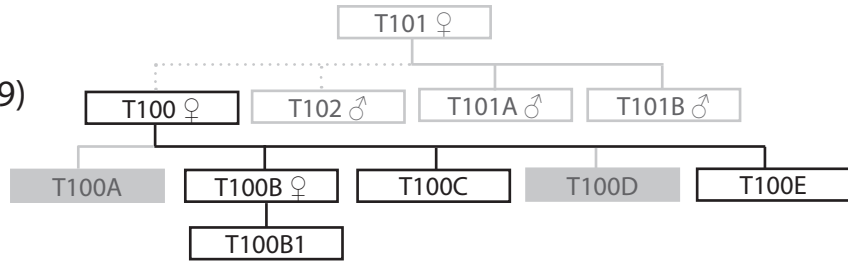 T101 ♀
9)
T100 ♀ T102 ♂ T101A ♂ T101B ♂
T100A T100B ♀ T100C T100D T100E
T100B1